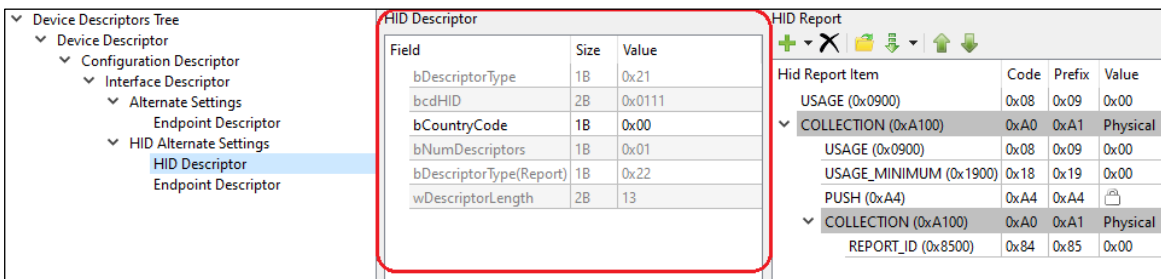 Device Descriptors Tree
Device Descriptor
Configuration Descriptor
Interface Descriptor
Alternate Settings
Endpoint Descriptor
HID Alternate Settings
HID Descriptor
Endpoint Descriptor
HID Descriptor
Field Size Value
bDescriptorType 1B 0x21
bcdHID 2B 0x0111
bCountryCode 1B 0x00
bNumDescriptors 1B 0x01
bDescriptorType(Report) 1B 0x22
wDescriptorLength 2B 13
HID Report
Hid Report Item Code Prefix Value
USAGE (0x0900) 0x08 0x09 0x00
COLLECTION (0xA100) 0xA0 0xA1 Physical
USAGE (0x0900) 0x08 0x09 0x00
USAGE_MINIMUM (0x1900) 0x18 0x19 0x00
PUSH (0xA4) 0xA4 0xA4
COLLECTION (0xA100) 0xA0 0xA1 Physical
REPORT_ID (0x8500) 0x84 0x85 0x00